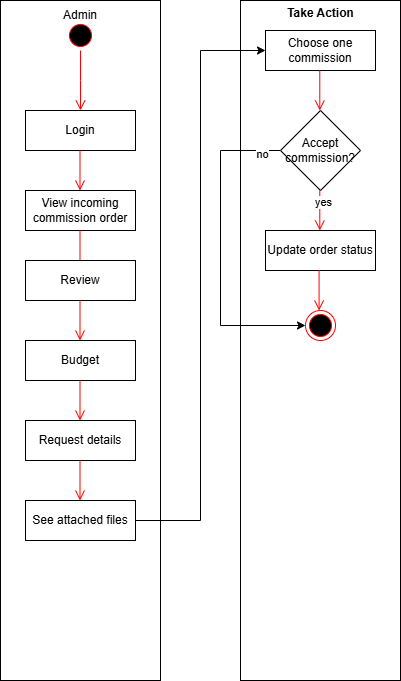 Admin
Login
View incoming
commission order
Review
Budget
Request details
See attached files
Take Action
Choose one
commission
Accept
commission?
no
yes
Update order status